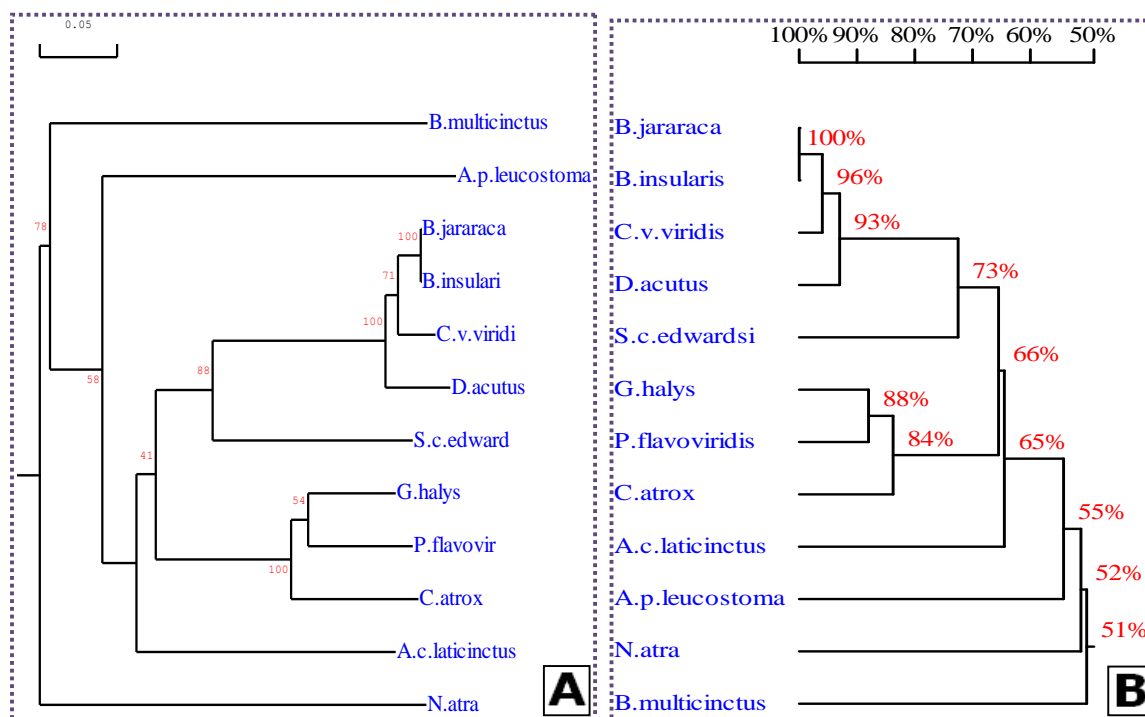 0.05
B.multicinctus
A.p.leucostoma
78
B.jararaca
100
B.insulari
71
C.v.viridi
100
D.acutus
58
88
S.c.edward
41
G.halys
54
P.flavovir
100
C.atrox
A.c.laticinctus
N.atra
A
100% 90% 80% 70% 60% 50%
B.jararaca
100%
B.insularis
96%
C.v.viridis
93%
D.acutus
73%
S.c.edwardsi
66%
G.halys
88%
P.flavoviridis
84%
65%
C.atrox
55%
A.c.laticinctus
52%
A.p.leucostoma
51%
N.atra
B.multicinctus
B